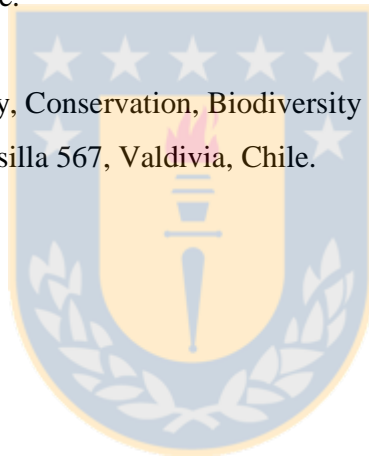 c.
y, Conservation, Biodiversity
silla 567, Valdivia, Chile.